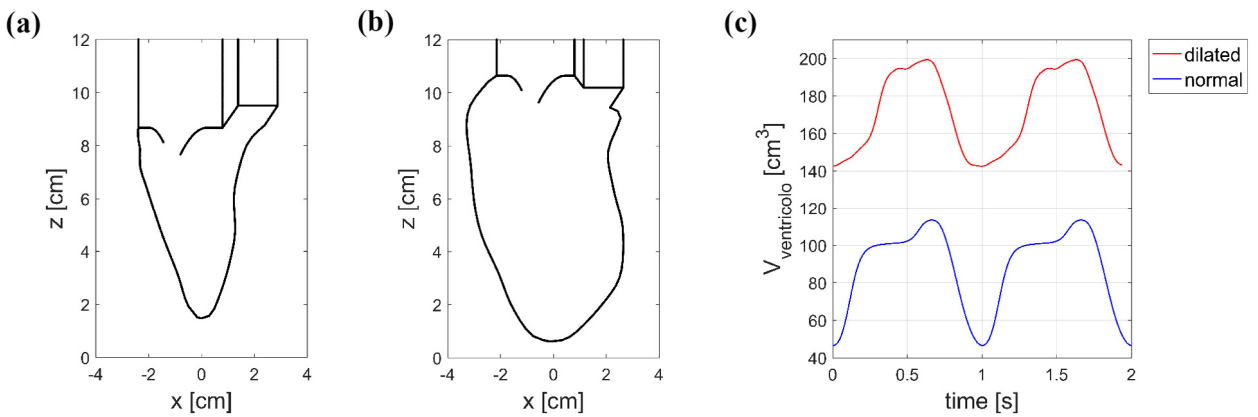 (a)
12
10
8
6
4
2
0
z [cm]
-4 -2 0 2 4
x [cm]
(b)
12
10
8
6
4
2
0
z [cm]
-4 -2 0 2 4
x [cm]
(c)
200
180
160
140
120
100
80
60
40
V ventricolo [cm³]
0 0.5 1 1.5 2
time [s]
dilated
normal